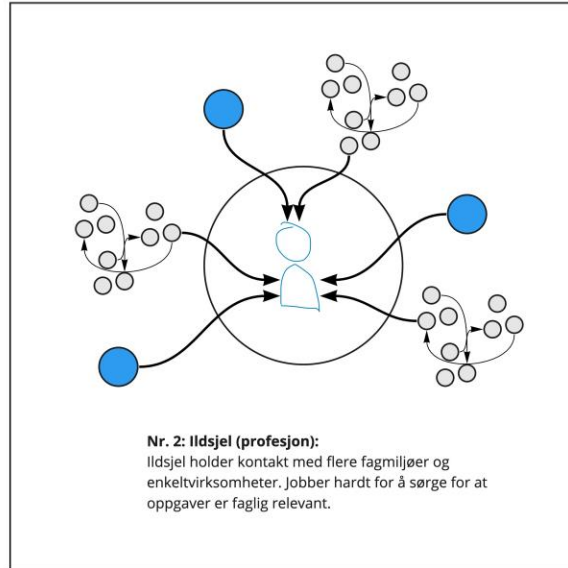 Nr. 2: Ildsjel (profesjon):
Ildsjel holder kontakt med flere fagmiljøer og
enkeltvirksomheter. Jobber hardt for å sørge for at
oppgaver er faglig relevant.